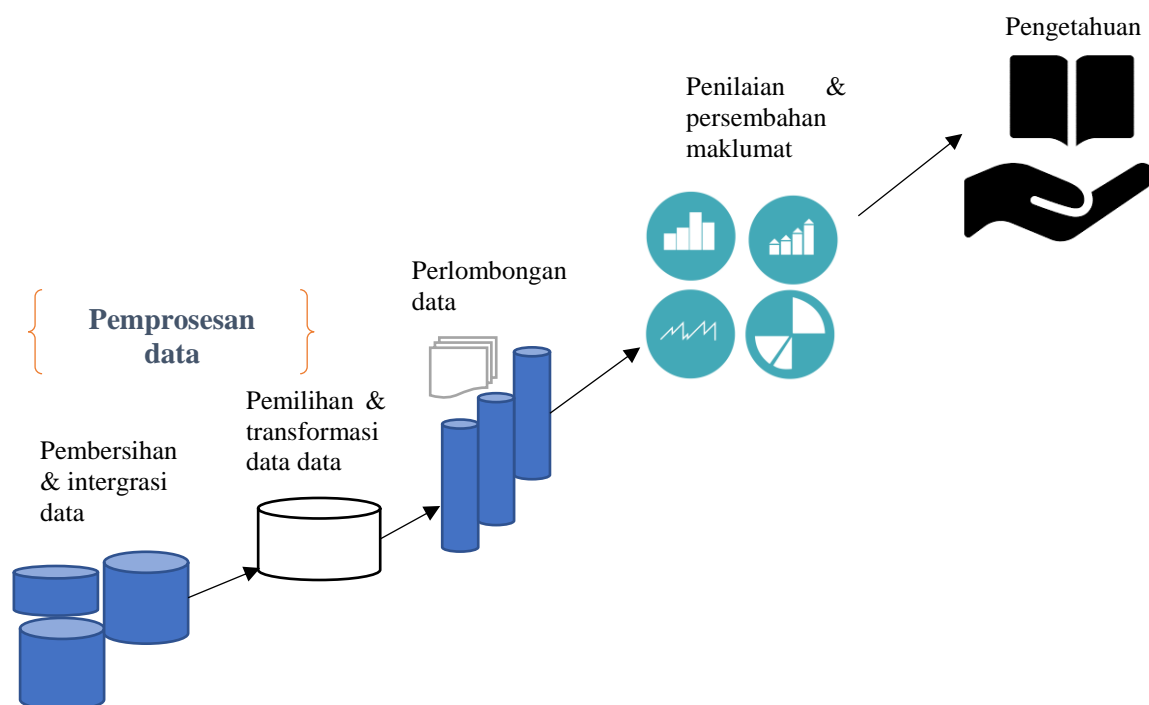 Pengetahuan
Penilaian &
persembahan
maklumat
Perlombongan
data
Pemprosesan
data
Pemilihan &
transformasi
data data
Pembersihan
& intergrasi
data